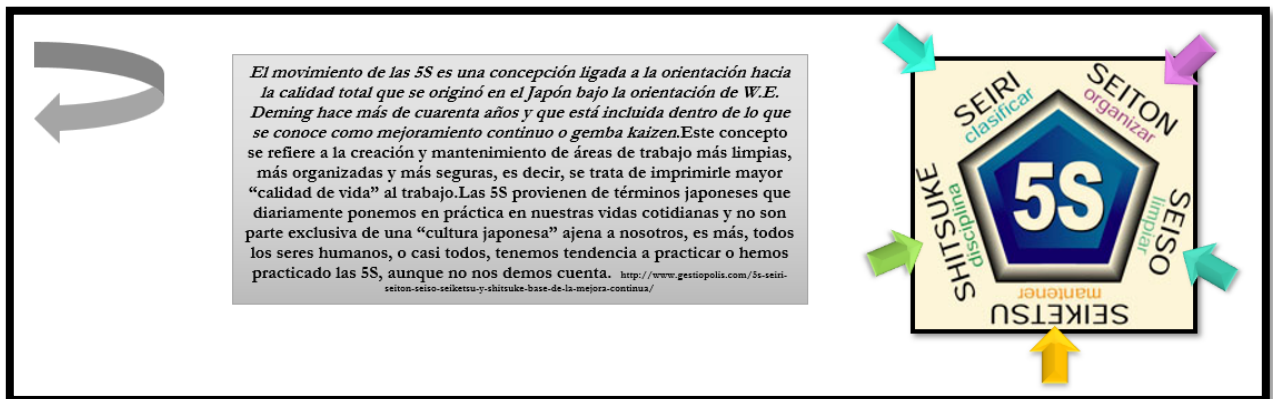 El movimiento de las 5S es una concepción ligada a la orientación hacia
la calidad total que se originó en el Japón bajo la orientación de W.E.
Deming hace más de cuarenta años y que está incluida dentro de lo que
se conoce como mejoramiento continuo o gemba kaizen.Este concepto
se refiere a la creación y mantenimiento de áreas de trabajo más limpias,
más organizadas y más seguras, es decir, se trata de imprimirle mayor
“calidad de vida” al trabajo.Las 5S provienen de términos japoneses que
diariamente ponemos en práctica en nuestras vidas cotidianas y no son
parte exclusiva de una “cultura japonesa” ajena a nosotros, es más, todos
los seres humanos, o casi todos, tenemos tendencia a practicar o hemos
practicado las 5S, aunque no nos demos cuenta. http://www.gestiopolis.com/5s-seiri-
seiton-seiso-seiketsu-y-shitsuke-base-de-la-mejora-continua/
SEIRI
clasificar
SEITON
organizar
SEISO
limpiar
SEIKETSU
mantener
SHITSUKE
disciplina
5S